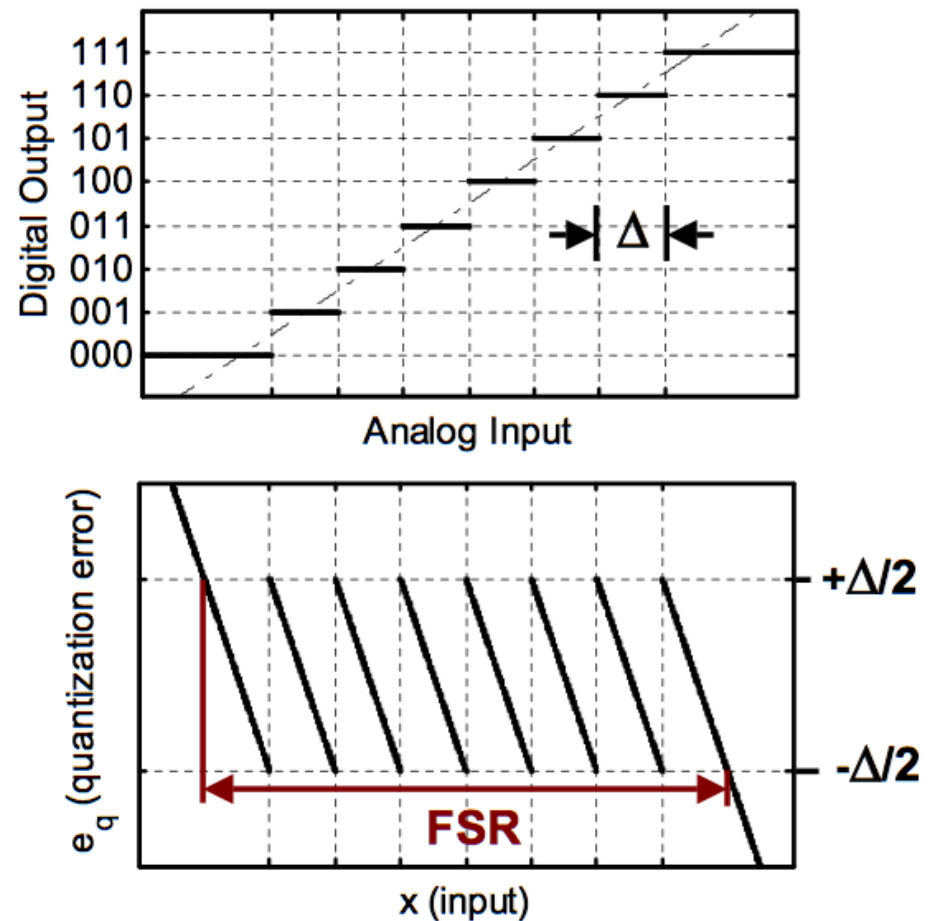 Digital Output
111
110
101
100
011
010
001
000
Δ
Analog Input
e_q (quantization error)
+Δ/2
-Δ/2
FSR
x (input)